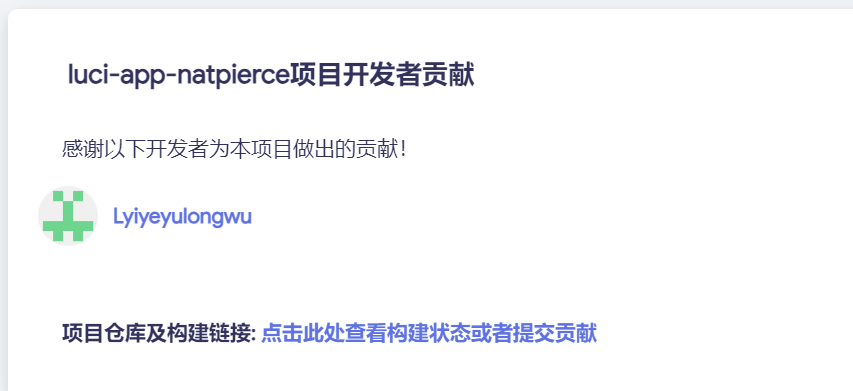 luci-app-natpierce项目开发者贡献
感谢以下开发者为本项目做出的贡献！
Lyiyeyulongwu
项目仓库及构建链接: 点击此处查看构建状态或者提交贡献